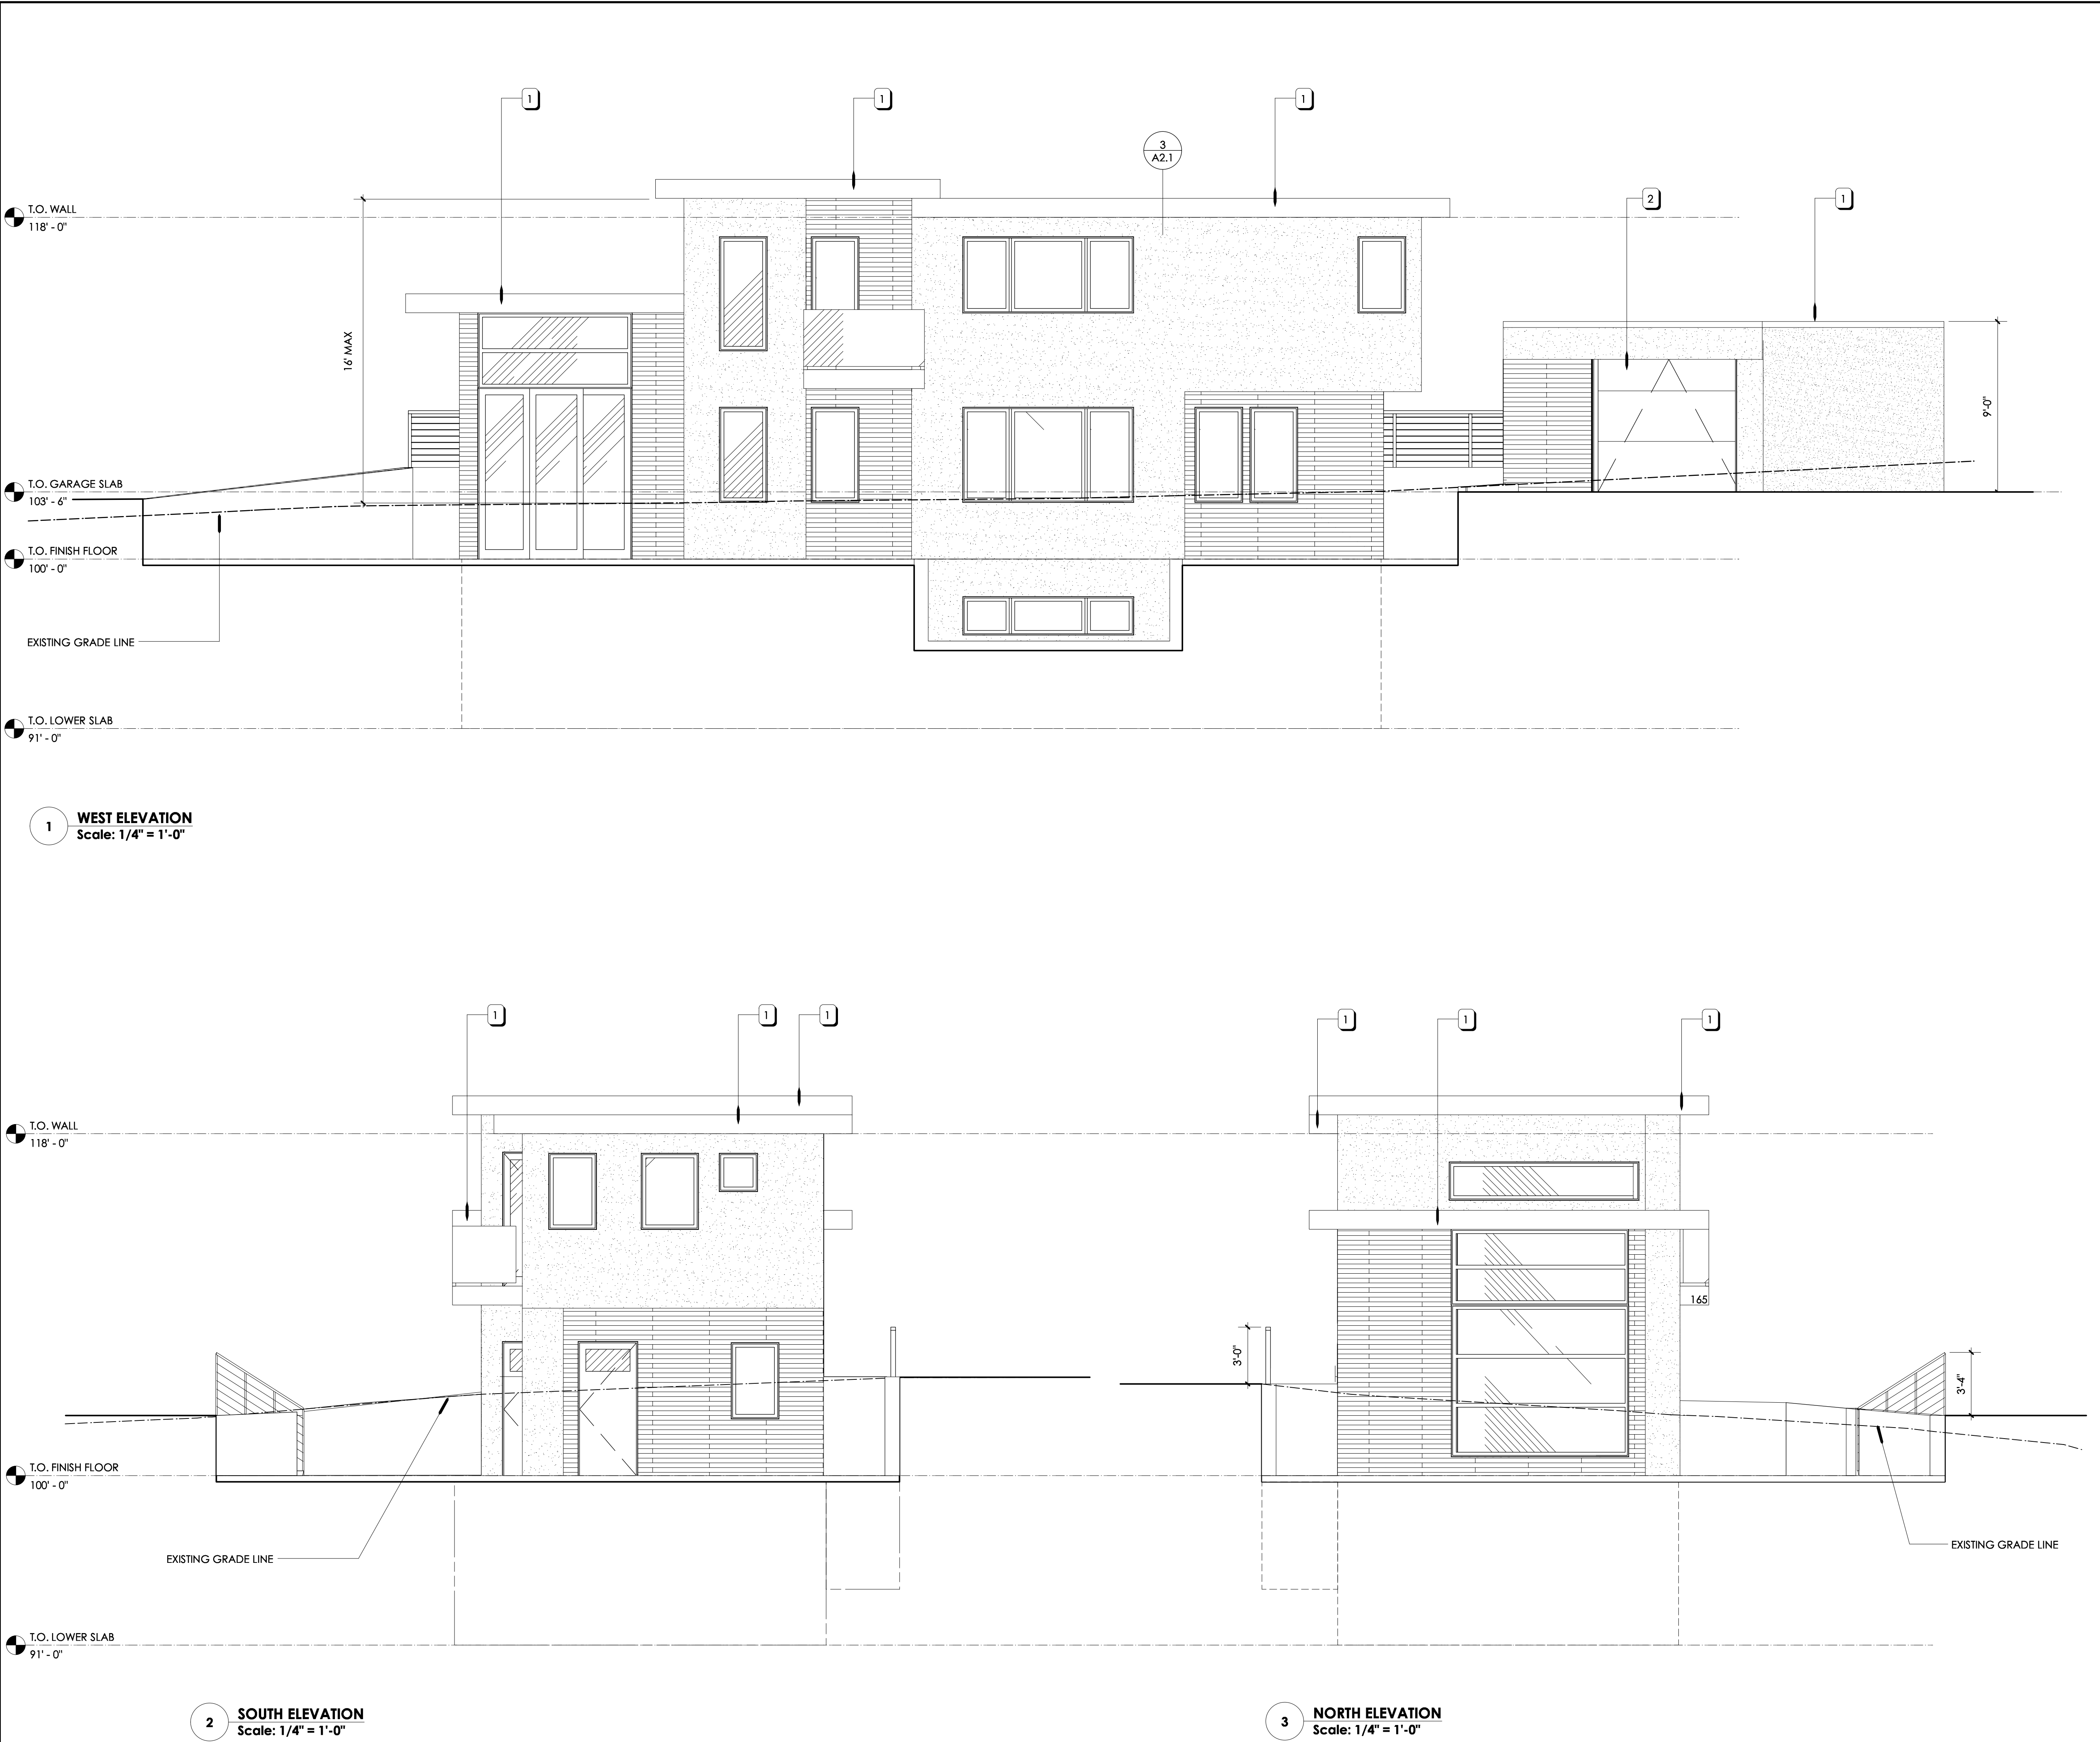 1
1
1
3
A2.1
2
1
T.O. WALL
118' - 0"
16' MAX
9'-0"
T.O. GARAGE SLAB
103' - 6"
T.O. FINISH FLOOR
100' - 0"
EXISTING GRADE LINE
T.O. LOWER SLAB
91' - 0"
1
WEST ELEVATION
Scale: 1/4" = 1'-0"
1
1
1
1
1
1
T.O. WALL
118' - 0"
165
3'-0"
3'-4"
T.O. FINISH FLOOR
100' - 0"
EXISTING GRADE LINE
EXISTING GRADE LINE
T.O. LOWER SLAB
91' - 0"
2
SOUTH ELEVATION
Scale: 1/4" = 1'-0"
3
NORTH ELEVATION
Scale: 1/4" = 1'-0"